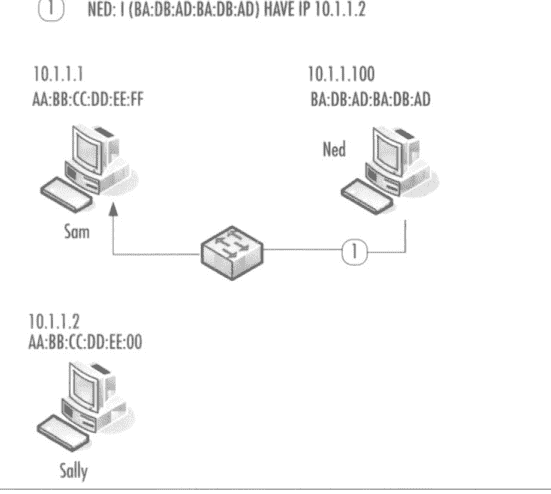 1 NED: I (BA:DB:AD:BA:DB:AD) HAVE IP 10.1.1.2
10.1.1.1
AA:BB:CC:DD:EE:FF
10.1.1.100
BA:DB:AD:BA:DB:AD
Ned
Sam
1
10.1.1.2
AA:BB:CC:DD:EE:00
Sally